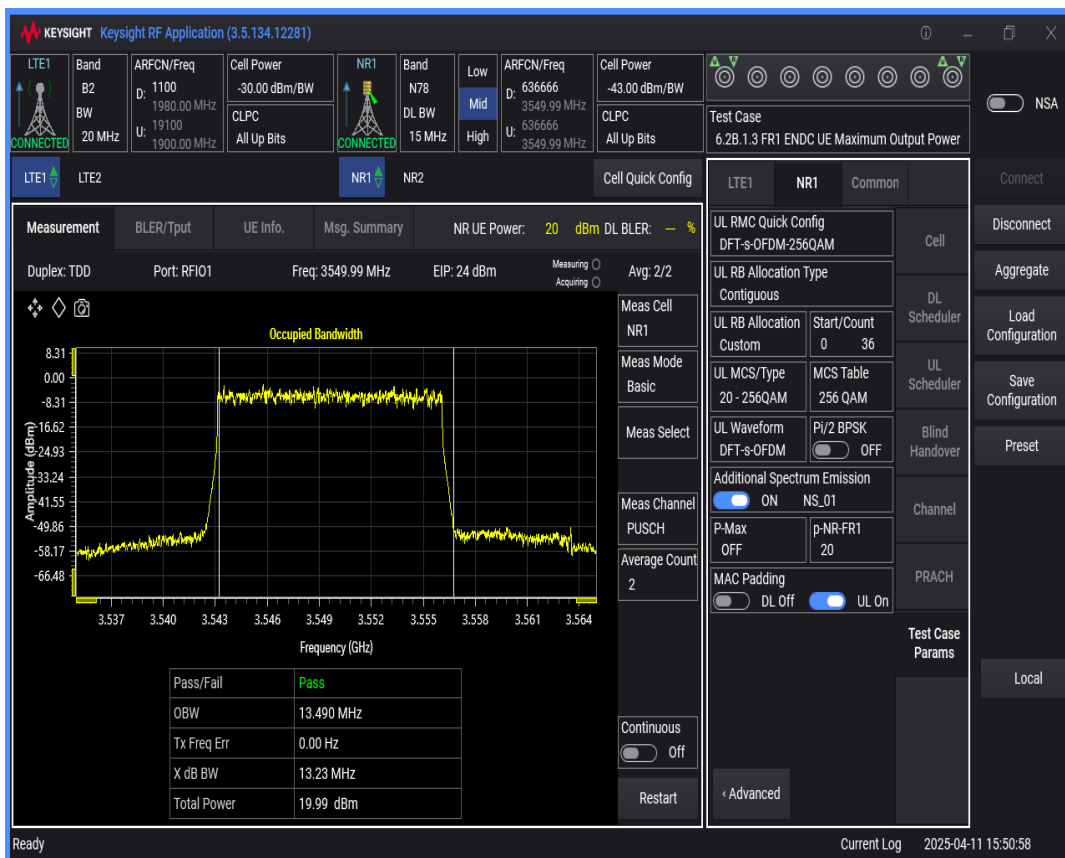 KEYSIGHT Keysight RF Application (3.5.134.12281)
LTE1
CONNECTED
Band
B2
BW
20 MHz
ARFCN/Freq
D: 1100
1980.00 MHz
U: 19100
1900.00 MHz
Cell Power
-30.00 dBm/BW
CLPC
All Up Bits
NR1
CONNECTED
Band
N78
DL BW
15 MHz
Low
Mid
High
ARFCN/Freq
D: 636666
3549.99 MHz
U: 636666
3549.99 MHz
Cell Power
-43.00 dBm/BW
CLPC
All Up Bits
Test Case
6.2B.1.3 FR1 ENDC UE Maximum Output Power
NSA
LTE1 LTE2 NR1 NR2 Cell Quick Config
Measurement BLER/Tput UE Info. Msg. Summary NR UE Power: 20 dBm DL BLER: — %
Duplex: TDD Port: RFIO1 Freq: 3549.99 MHz EIP: 24 dBm Measuring Acquiring Avg: 2/2
Occupied Bandwidth
Amplitude (dBm)
8.31
0.00
-8.31
-16.62
-24.93
-33.24
-41.55
-49.86
-58.17
-66.48
3.537 3.540 3.543 3.546 3.549 3.552 3.555 3.558 3.561 3.564
Frequency (GHz)
Pass/Fail Pass
OBW 13.490 MHz
Tx Freq Err 0.00 Hz
X dB BW 13.23 MHz
Total Power 19.99 dBm
Meas Cell
NR1
Meas Mode
Basic
Meas Select
Meas Channel
PUSCH
Average Count
2
Continuous
Off
Restart
LTE1 NR1 Common
UL RMC Quick Config
DFT-s-OFDM-256QAM
UL RB Allocation Type
Contiguous
UL RB Allocation
Custom
Start/Count
0 36
UL MCS/Type
20 - 256QAM
MCS Table
256 QAM
UL Waveform
DFT-s-OFDM
Pi/2 BPSK
OFF
Additional Spectrum Emission
ON NS_01
P-Max
OFF
p-NR-FR1
20
MAC Padding
DL Off UL On
‹ Advanced
Cell
DL
Scheduler
UL
Scheduler
Blind
Handover
Channel
PRACH
Test Case
Params
Connect
Disconnect
Aggregate
Load
Configuration
Save
Configuration
Preset
Local
Ready Current Log 2025-04-11 15:50:58